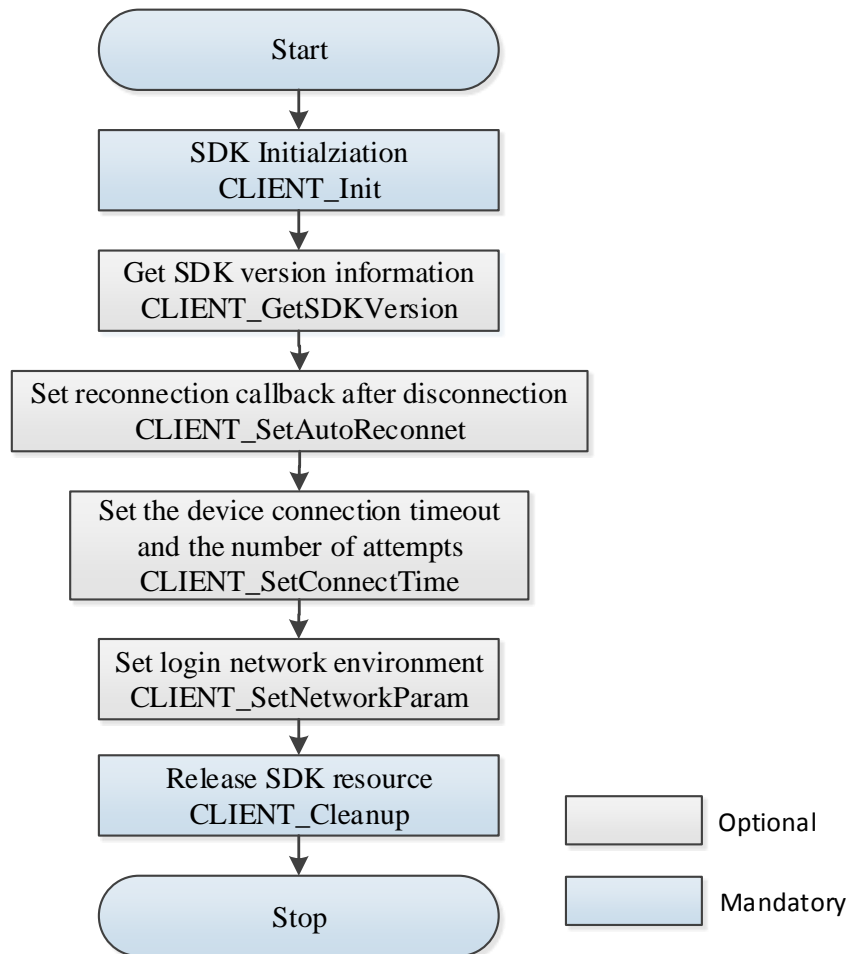 Start
SDK Initialziation
CLIENT_Init
Get SDK version information
CLIENT_GetSDKVersion
Set reconnection callback after disconnection
CLIENT_SetAutoReconnet
Set the device connection timeout
and the number of attempts
CLIENT_SetConnectTime
Set login network environment
CLIENT_SetNetworkParam
Release SDK resource
CLIENT_Cleanup
Stop
Optional
Mandatory